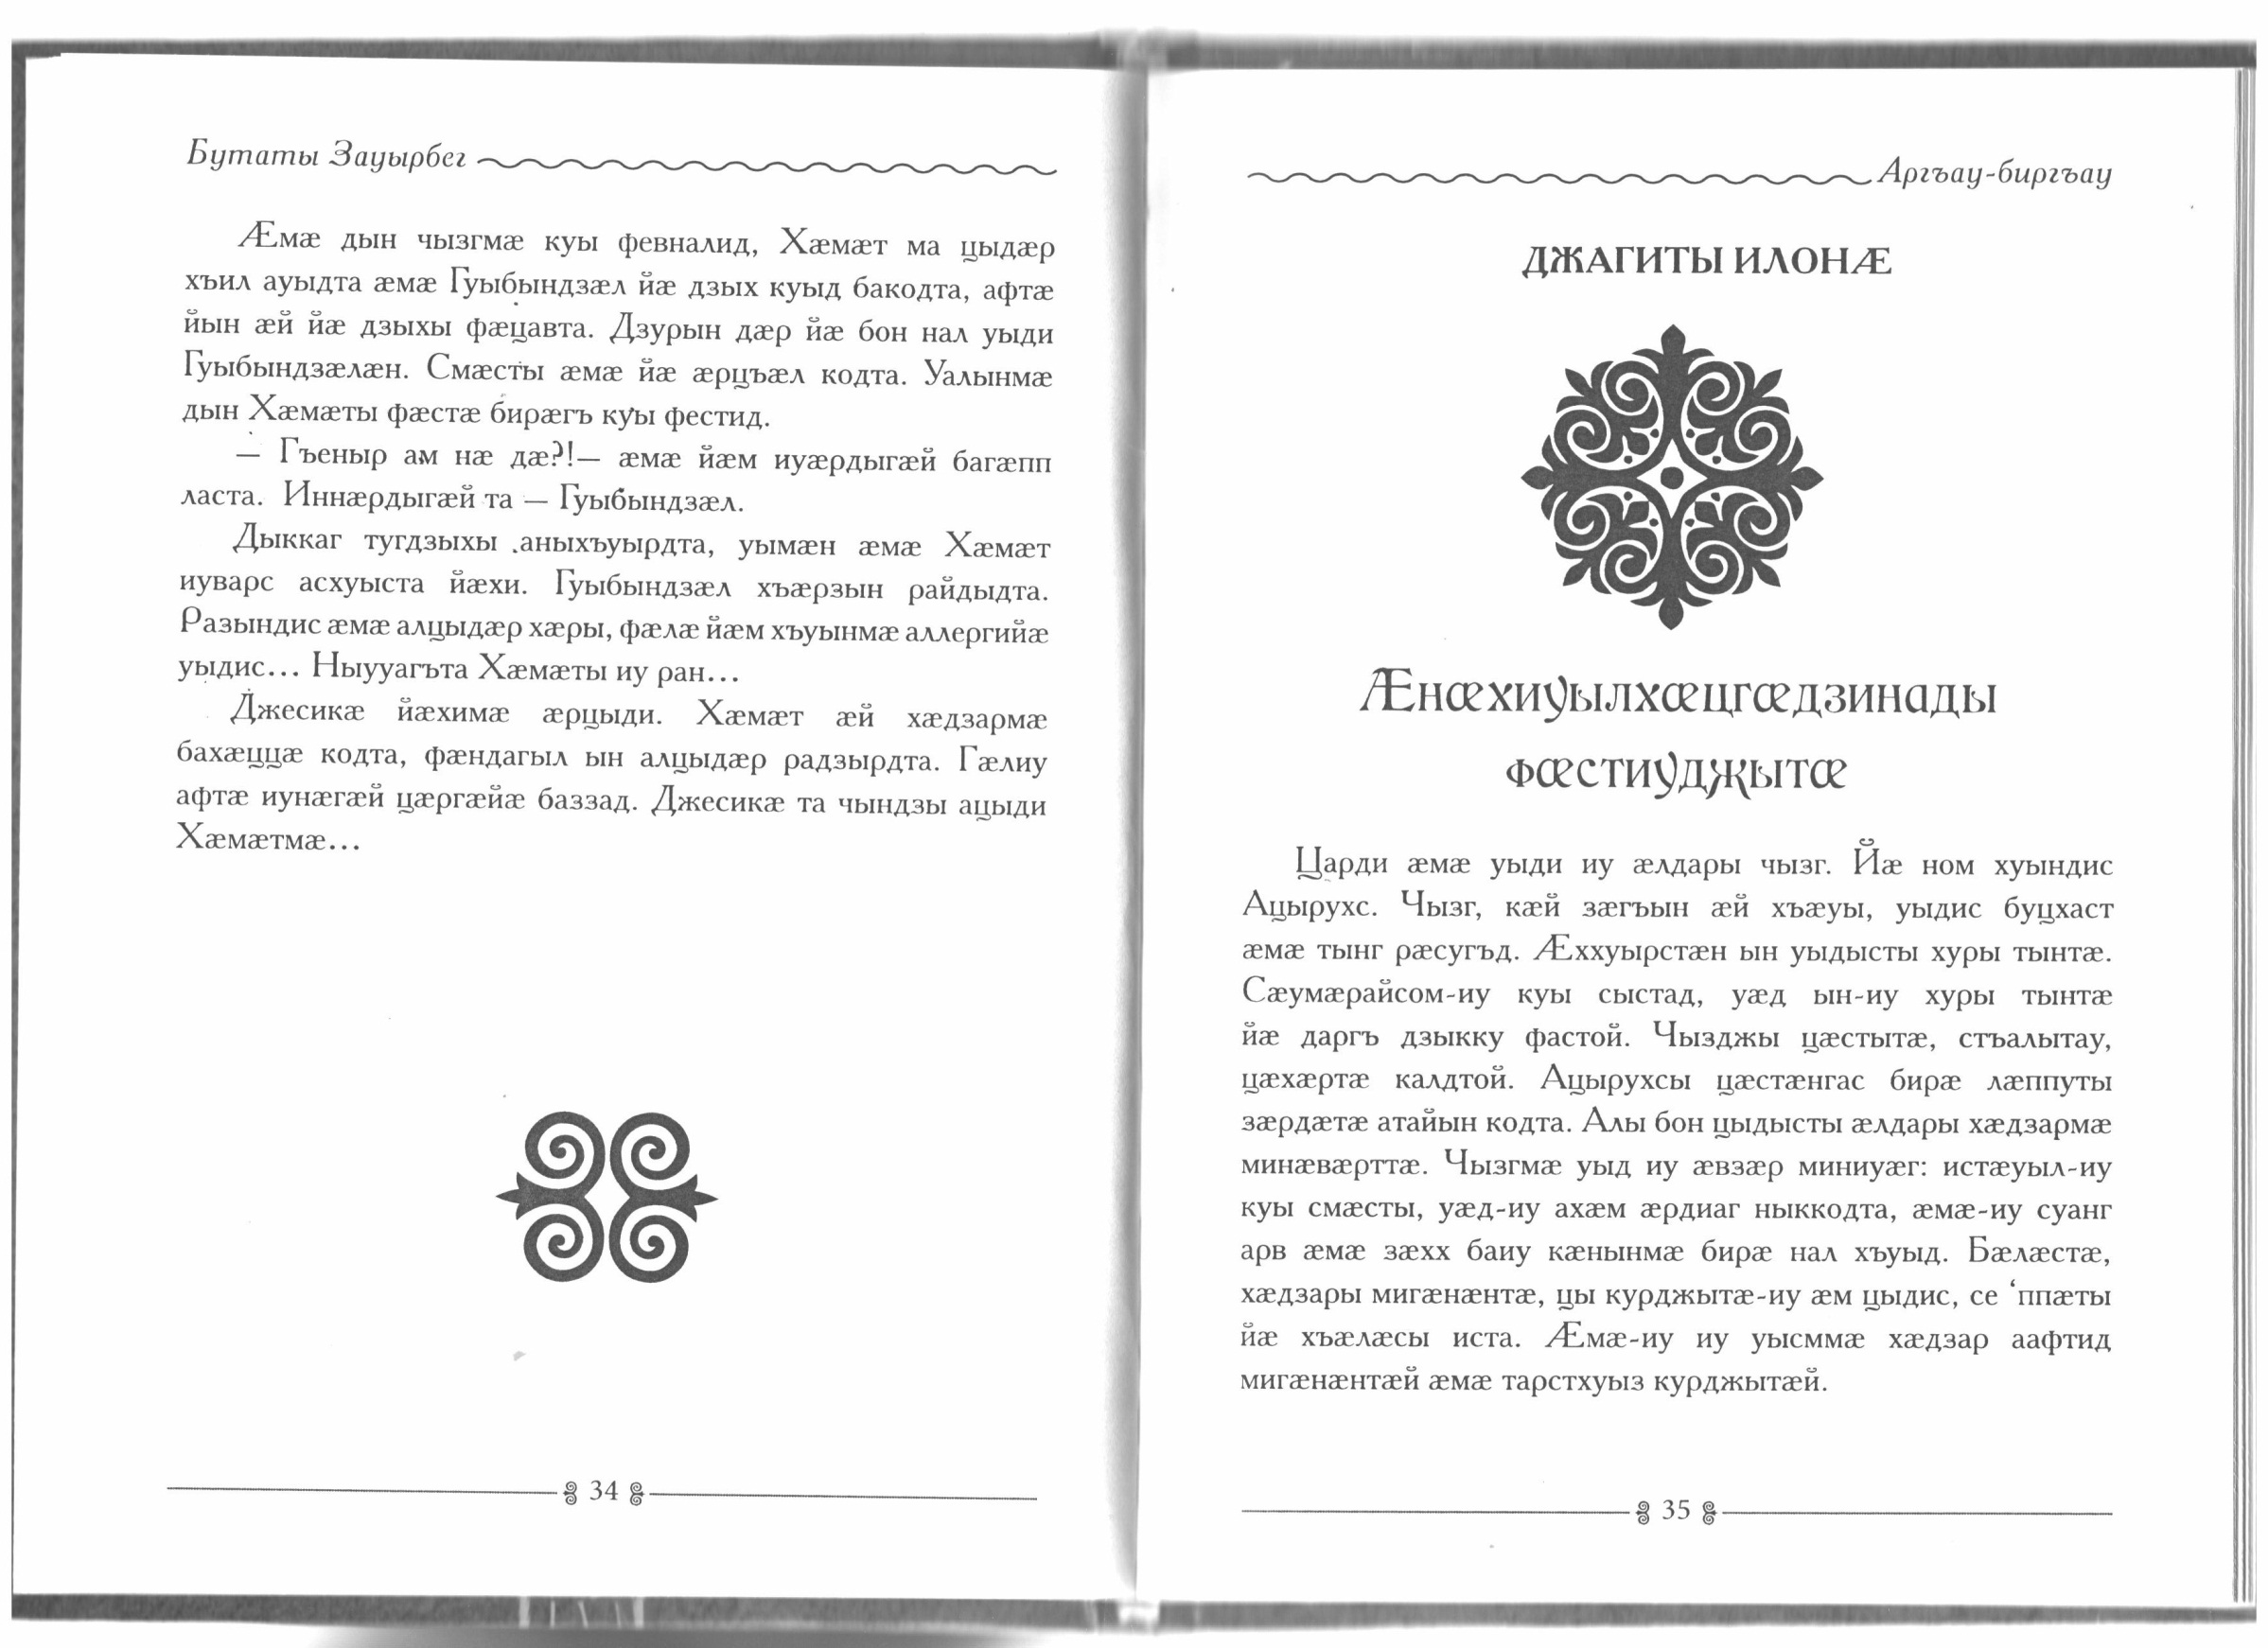 Бутаты Зауырбег
Æмæ дын чызгмæ куы февналид, Хæмæт ма цыдæр
хъил ауыдта æмæ Гуыбындзæл йæ дзых куыд бакодта, афтæ
йын æй йæ дзыхы фæцавта. Дзурын дæр йæ бон нал уыди
Гуыбындзæлæн. Смæсты æмæ йæ æрцъæл кодта. Уалынмæ
дын Хæмæты фæстæ бирæгъ куы фестид.
— Гъеныр ам нæ дæ?!— æмæ йæм иуæрдыгæй багæпп
ласта. Иннæрдыгæй та — Гуыбындзæл.
Дыккаг тугдзыхы аныхъуырдта, уымæн æмæ Хæмæт
иуварс асхуыста йæхи. Гуыбындзæл хъæрзын райдыдта.
Разындис æмæ алцыдæр хæры, фæлæ йæм хъуынмæ аллергийæ
уыдис... Ныууагъта Хæмæты иу ран...
Джесикæ йæхимæ æрцыди. Хæмæт æй хæдзармæ
бахæццæ кодта, фæндагыл ын алцыдæр радзырдта. Гæлиу
афтæ иунæгæй цæргæйæ баззад. Джесикæ та чындзы ацыди
Хæмæтмæ...
34
Аргъау-биргъау
ДЖАГИТЫ ИЛОНÆ
Æнæхиуылхæцгæдзинады
фæстиуджытæ
Царди æмæ уыди иу æлдары чызг. Йæ ном хуындис
Ацырухс. Чызг, кæй зæгъын æй хъæуы, уыдис буцхаст
æмæ тынг рæсугъд. Æххуырстæн ын уыдысты хуры тынтæ.
Сæумæрайсом-иу куы сыстад, уæд ын-иу хуры тынтæ
йæ даргъ дзыкку фастой. Чызджы цæстытæ, стъалытау,
цæхæртæ калдтой. Ацырухсы цæстæнгас бирæ лæппуты
зæрдæтæ атайын кодта. Алы бон цыдысты æлдары хæдзармæ
минæвæрттæ. Чызгмæ уыд иу æвзæр миниуæг: истæуыл-иу
куы смæсты, уæд-иу ахæм æрдиаг ныккодта, æмæ-иу суанг
арв æмæ зæхх баиу кæнынмæ бирæ нал хъуыд. Бæлæстæ,
хæдзары мигæнæнтæ, цы курджытæ-иу æм цыдис, се ‘ппæты
йæ хъæлæсы иста. Æмæ-иу иу уысммæ хæдзар аафтид
мигæнæнтæй æмæ тарстхуыз курджытæй.
35